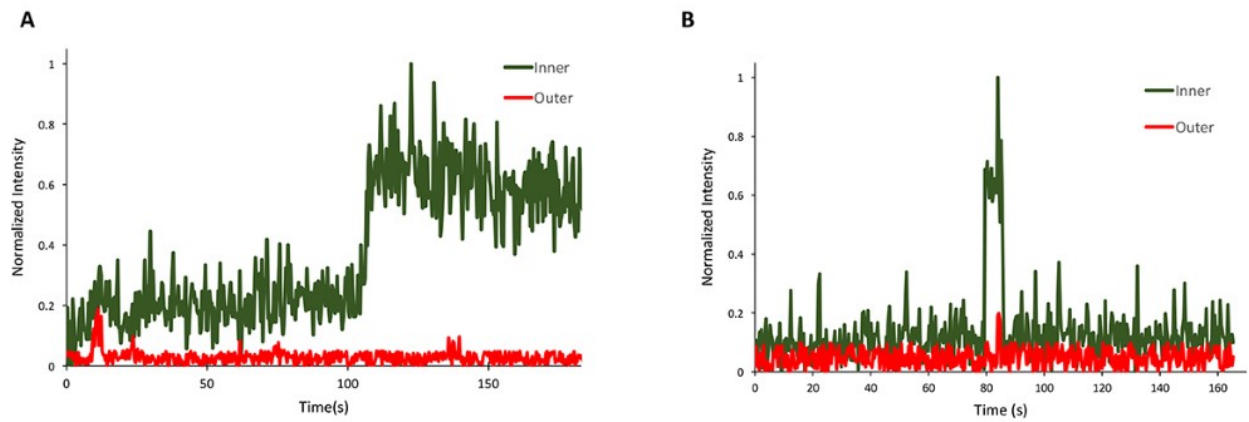 A
Normalized Intensity
1
0.8
0.6
0.4
0.2
0
0 50 100 150
Time(s)
Inner
Outer
B
Normalized Intensity
1
0.8
0.6
0.4
0.2
0
0 20 40 60 80 100 120 140 160
Time (s)
Inner
Outer